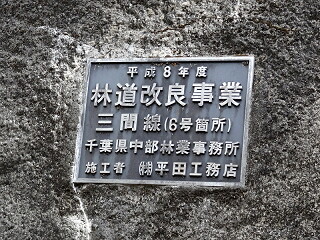 平成8年度
林道改良事業
三間線(6号箇所)
千葉県中部林業事務所
施工者 ㈱平田工務店